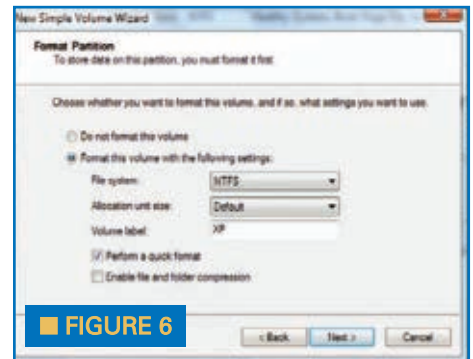 New Simple Volume Wizard
Format Partition
To store data on this partition, you must format it first.
Choose whether you want to format this volume, and if so, what settings you want to use.
Do not format this volume
Format this volume with the following settings:
File system: NTFS
Allocation unit size: Default
Volume label: XP
Perform a quick format
Enable file and folder compression
< Back Next > Cancel
FIGURE 6